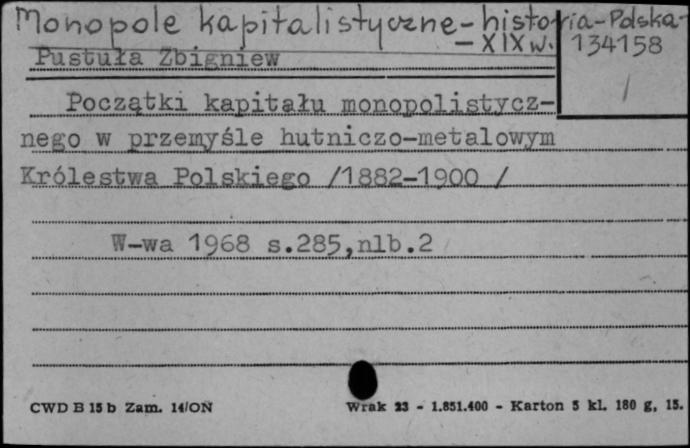 Monopole kapitalistyczne - historia - Polska -
- XIX w.
134158
Pustuła Zbigniew
Początki kapitału monopolistycz-
nego w przemyśle hutniczo-metalowym
Królestwa Polskiego /1882-1900 /
W-wa 1968 s.285,nlb.2
CWD B 15 b Zam. 14/ON Wrak 23 - 1.851.400 - Karton 5 kl. 180 g, 15.